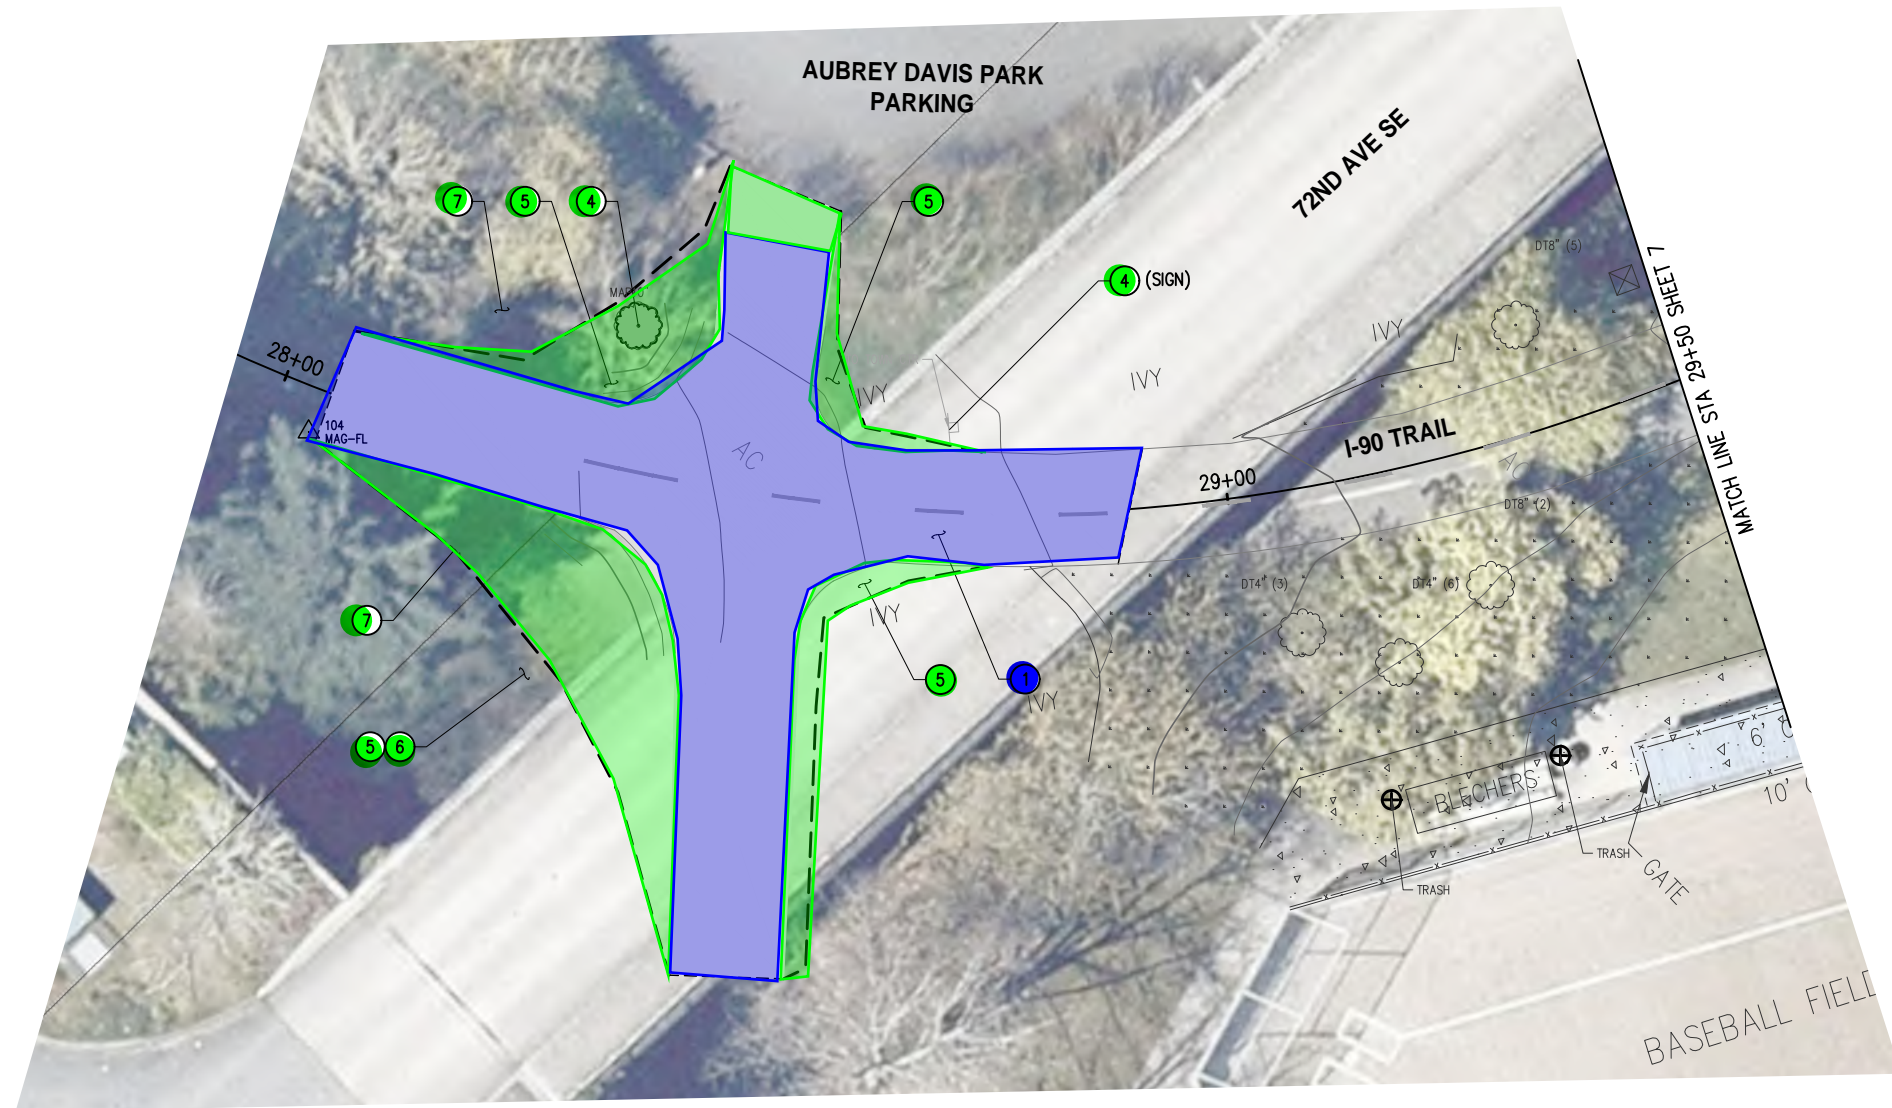 AUBREY DAVIS PARK
PARKING
72ND AVE SE
7
5
4
5
4 (SIGN)
DT8" (5)
MATCH LINE STA 29+50 SHEET 7
28+00
104
MAG-FL
IVY
IVY
IVY
I-90 TRAIL
AC
AC
29+00
DT8" (2)
DT4" (3)
DT4" (6)
7
IVY
5
1
IVY
5
6
6'
BLECHERS
10'
TRASH
TRASH
GATE
BASEBALL FIELD